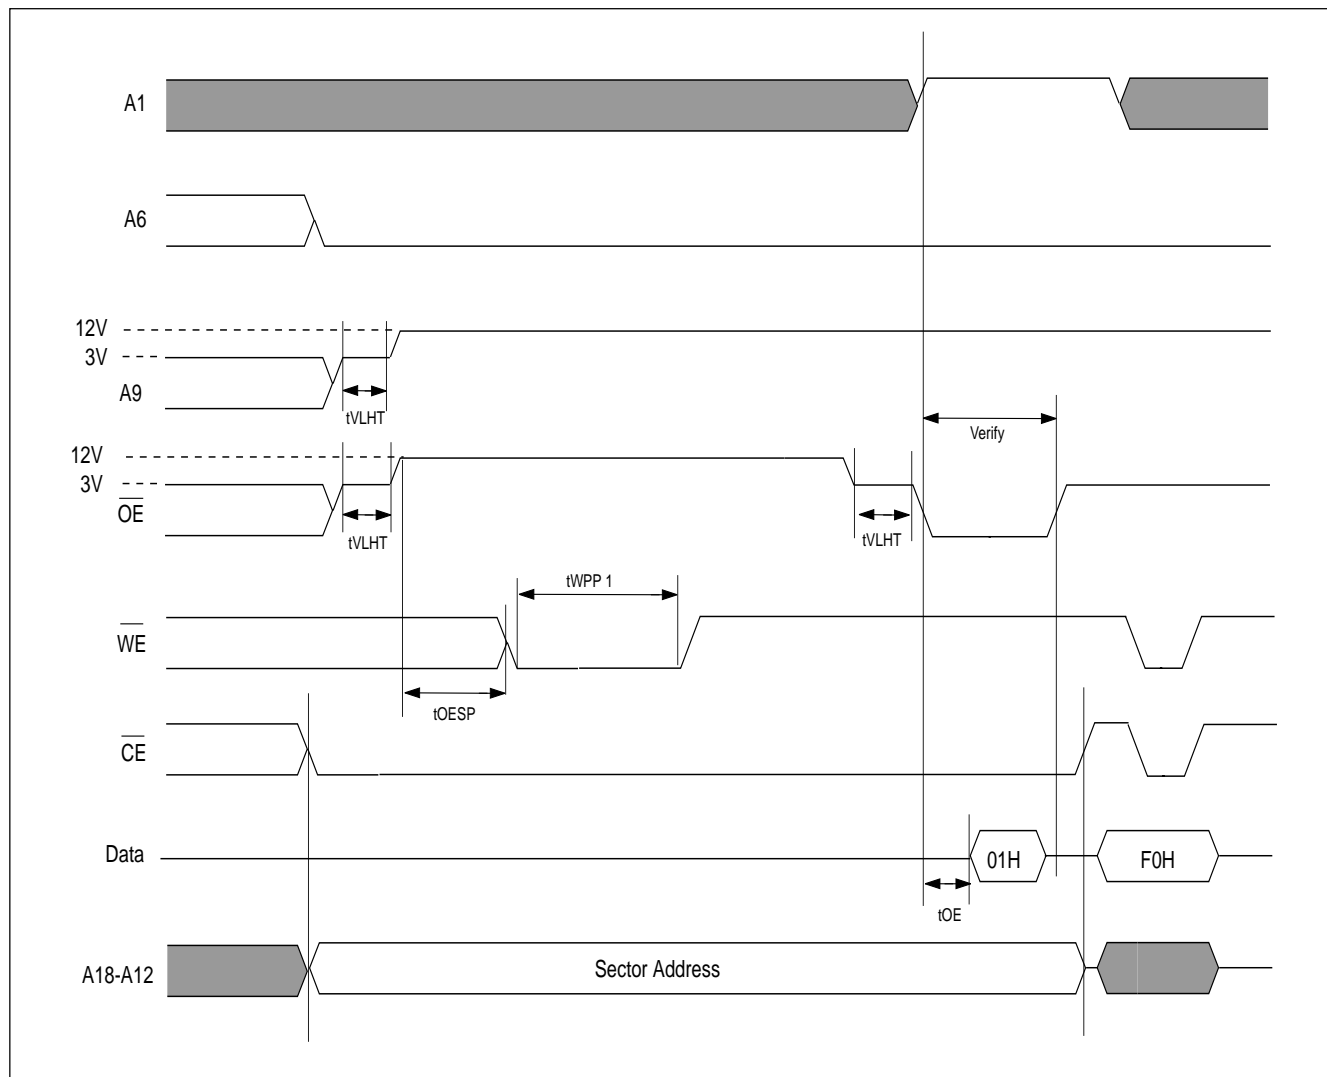 A1
A6
12V
3V
A9
tVLHT
Verify
12V
3V
OE
tVLHT
tVLHT
tWPP 1
WE
tOESP
CE
Data
01H
F0H
tOE
A18-A12
Sector Address